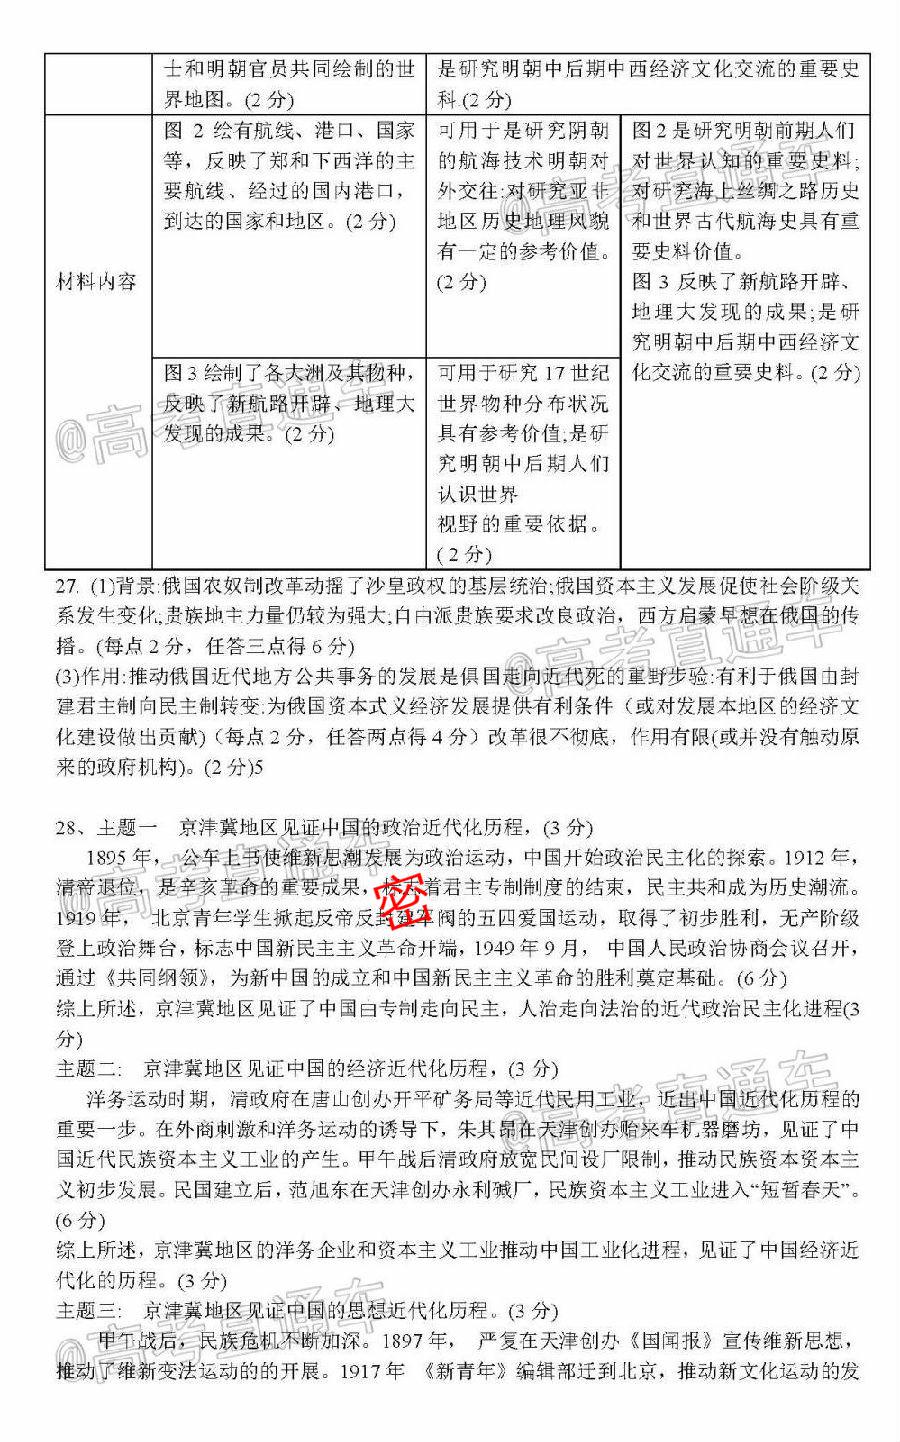 士和明朝官员共同绘制的世
界地图。(2 分)
是研究明朝中后期中西经济文化交流的重要史
料.(2 分)
材料内容
图 2 绘有航线、港口、国家
等，反映了郑和下西洋的主
要航线、经过的国内港口，
到达的国家和地区。(2 分)
可用于是研究阴朝
的航海技术明朝对
外交往:对研究亚非
地区历史地理风貌
有一定的参考价值。
(2 分)
图 2 是研究明朝前期人们
对世界认知的重要史料;
对研究海上丝绸之路历史
和世界古代航海史具有重
要史料价值。
图 3 反映了新航路开辟、
地理大发现的成果;是研
究明朝中后期中西经济文
化交流的重要史料。(2 分)
图 3 绘制了各大洲及其物种，
反映了新航路开辟、地理大
发现的成果。(2 分)
可用于研究 17 世纪
世界物种分布状况
具有参考价值;是研
究明朝中后期人们
认识世界
视野的重要依据。
( 2 分)
27. (1)背景:俄国农奴制改革动摇了沙皇政权的基层统治;俄国资本主义发展促使社会阶级关
系发生变化;贵族地主力量仍较为强大;自由派贵族要求改良政治，西方启蒙早想在俄国的传
播。(每点 2 分，任答三点得 6 分)
(3)作用:推动俄国近代地方公共事务的发展是俱国走向近代死的重野步验:有利于俄国由封
建君主制向民主制转变:为俄国资本式义经济发展提供有利条件（或对发展本地区的经济文
化建设做出贡献)（每点 2 分，任答两点得 4 分）改革很不彻底，作用有限(或并没有触动原
来的政府机构)。(2 分)5
28、主题一　京津冀地区见证中国的政治近代化历程，(3 分)
1895 年， 公车上书使维新思潮发展为政治运动，中国开始政治民主化的探索。1912 年，
清帝退位，是辛亥革命的重要成果，标志着君主专制制度的结束，民主共和成为历史潮流。
1919 年， 北京青年学生掀起反帝反封建军阀的五四爱国运动，取得了初步胜利，无产阶级
登上政治舞台，标志中国新民主主义革命开端，1949 年 9 月， 中国人民政治协商会议召开，
通过《共同纲领》，为新中国的成立和中国新民主主义革命的胜利奠定基础。(6 分)
综上所述，京津冀地区见证了中国由专制走向民主，人治走向法治的近代政治民主化进程(3
分)
主题二: 京津冀地区见证中国的经济近代化历程，(3 分)
洋务运动时期，清政府在唐山创办开平矿务局等近代民用工业，近出中国近代化历程的
重要一步。在外商刺激和洋务运动的诱导下，朱其昂在天津创办贻来牟机器磨坊，见证了中
国近代民族资本主义工业的产生。甲午战后清政府放宽民间设厂限制，推动民族资本资本主
义初步发展。民国建立后，范旭东在天津创办永利碱厂，民族资本主义工业进入“短暂春天”。
(6 分)
综上所述，京津冀地区的洋务企业和资本主义工业推动中国工业化进程，见证了中国经济近
代化的历程。(3 分)
主题三: 京津冀地区见证中国的思想近代化历程。(3 分)
甲午战后，民族危机不断加深。1897 年， 严复在天津创办《国闻报》宣传维新思想，
推动了维新变法运动的的开展。1917 年 《新青年》编辑部迁到北京，推动新文化运动的发
密
@高考直通车
@高考直通车
@高考直通车
@高考直通车
@高考直通车
@高考直通车